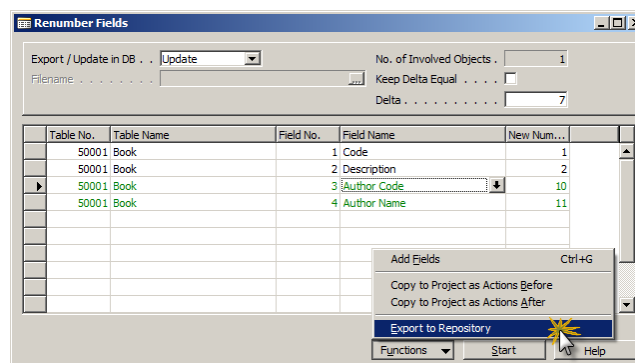 Renumber Fields
Export / Update in DB . . Update No. of Involved Objects . 1
Filename . . . . . . . . ... Keep Delta Equal . . . .
Delta . . . . . . . . . . 7
Table No. Table Name Field No. Field Name New Num...
50001 Book 1 Code 1
50001 Book 2 Description 2
50001 Book 3 Author Code 10
50001 Book 4 Author Name 11
Add Fields Ctrl+G
Copy to Project as Actions Before
Copy to Project as Actions After
Export to Repository
Functions Start Help